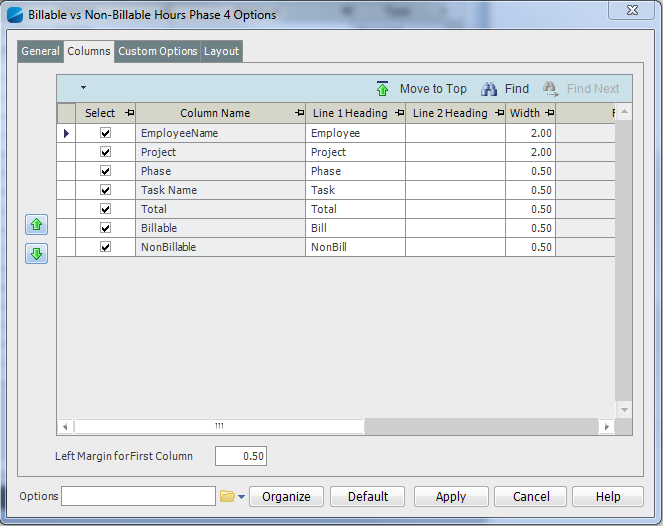 Billable vs Non-Billable Hours Phase 4 Options
General Columns Custom Options Layout
Move to Top Find Find Next
Select Column Name Line 1 Heading Line 2 Heading Width F
EmployeeName Employee 2.00
Project Project 2.00
Phase Phase 0.50
Task Name Task 0.50
Total Total 0.50
Billable Bill 0.50
NonBillable NonBill 0.50
Left Margin for First Column 0.50
Options Organize Default Apply Cancel Help